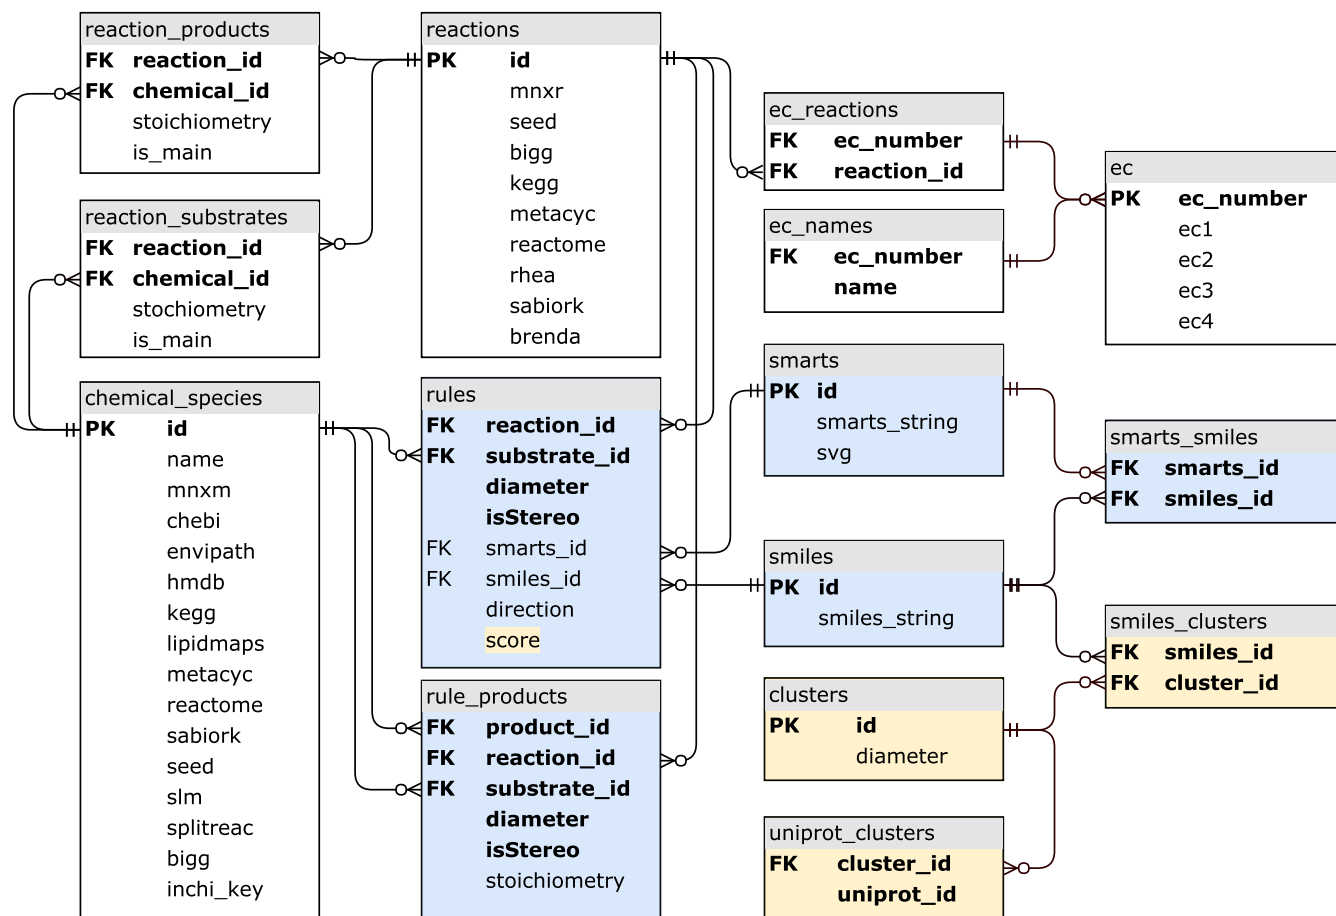 reaction_products
FK reaction_id
FK chemical_id
stoichiometry
is_main
reaction_substrates
FK reaction_id
FK chemical_id
stochiometry
is_main
chemical_species
PK id
name
mnxm
chebi
envipath
hmdb
kegg
lipidmaps
metacyc
reactome
sabiork
seed
slm
splitreac
bigg
inchi_key
reactions
PK id
mnxr
seed
bigg
kegg
metacyc
reactome
rhea
sabiork
brenda
rules
FK reaction_id
FK substrate_id
diameter
isStereo
FK smarts_id
FK smiles_id
direction
score
rule_products
FK product_id
FK reaction_id
FK substrate_id
diameter
isStereo
stoichiometry
ec_reactions
FK ec_number
FK reaction_id
ec_names
FK ec_number
name
smarts
PK id
smarts_string
svg
smiles
PK id
smiles_string
clusters
PK id
diameter
uniprot_clusters
FK cluster_id
uniprot_id
ec
PK ec_number
ec1
ec2
ec3
ec4
smarts_smiles
FK smarts_id
FK smiles_id
smiles_clusters
FK smiles_id
FK cluster_id